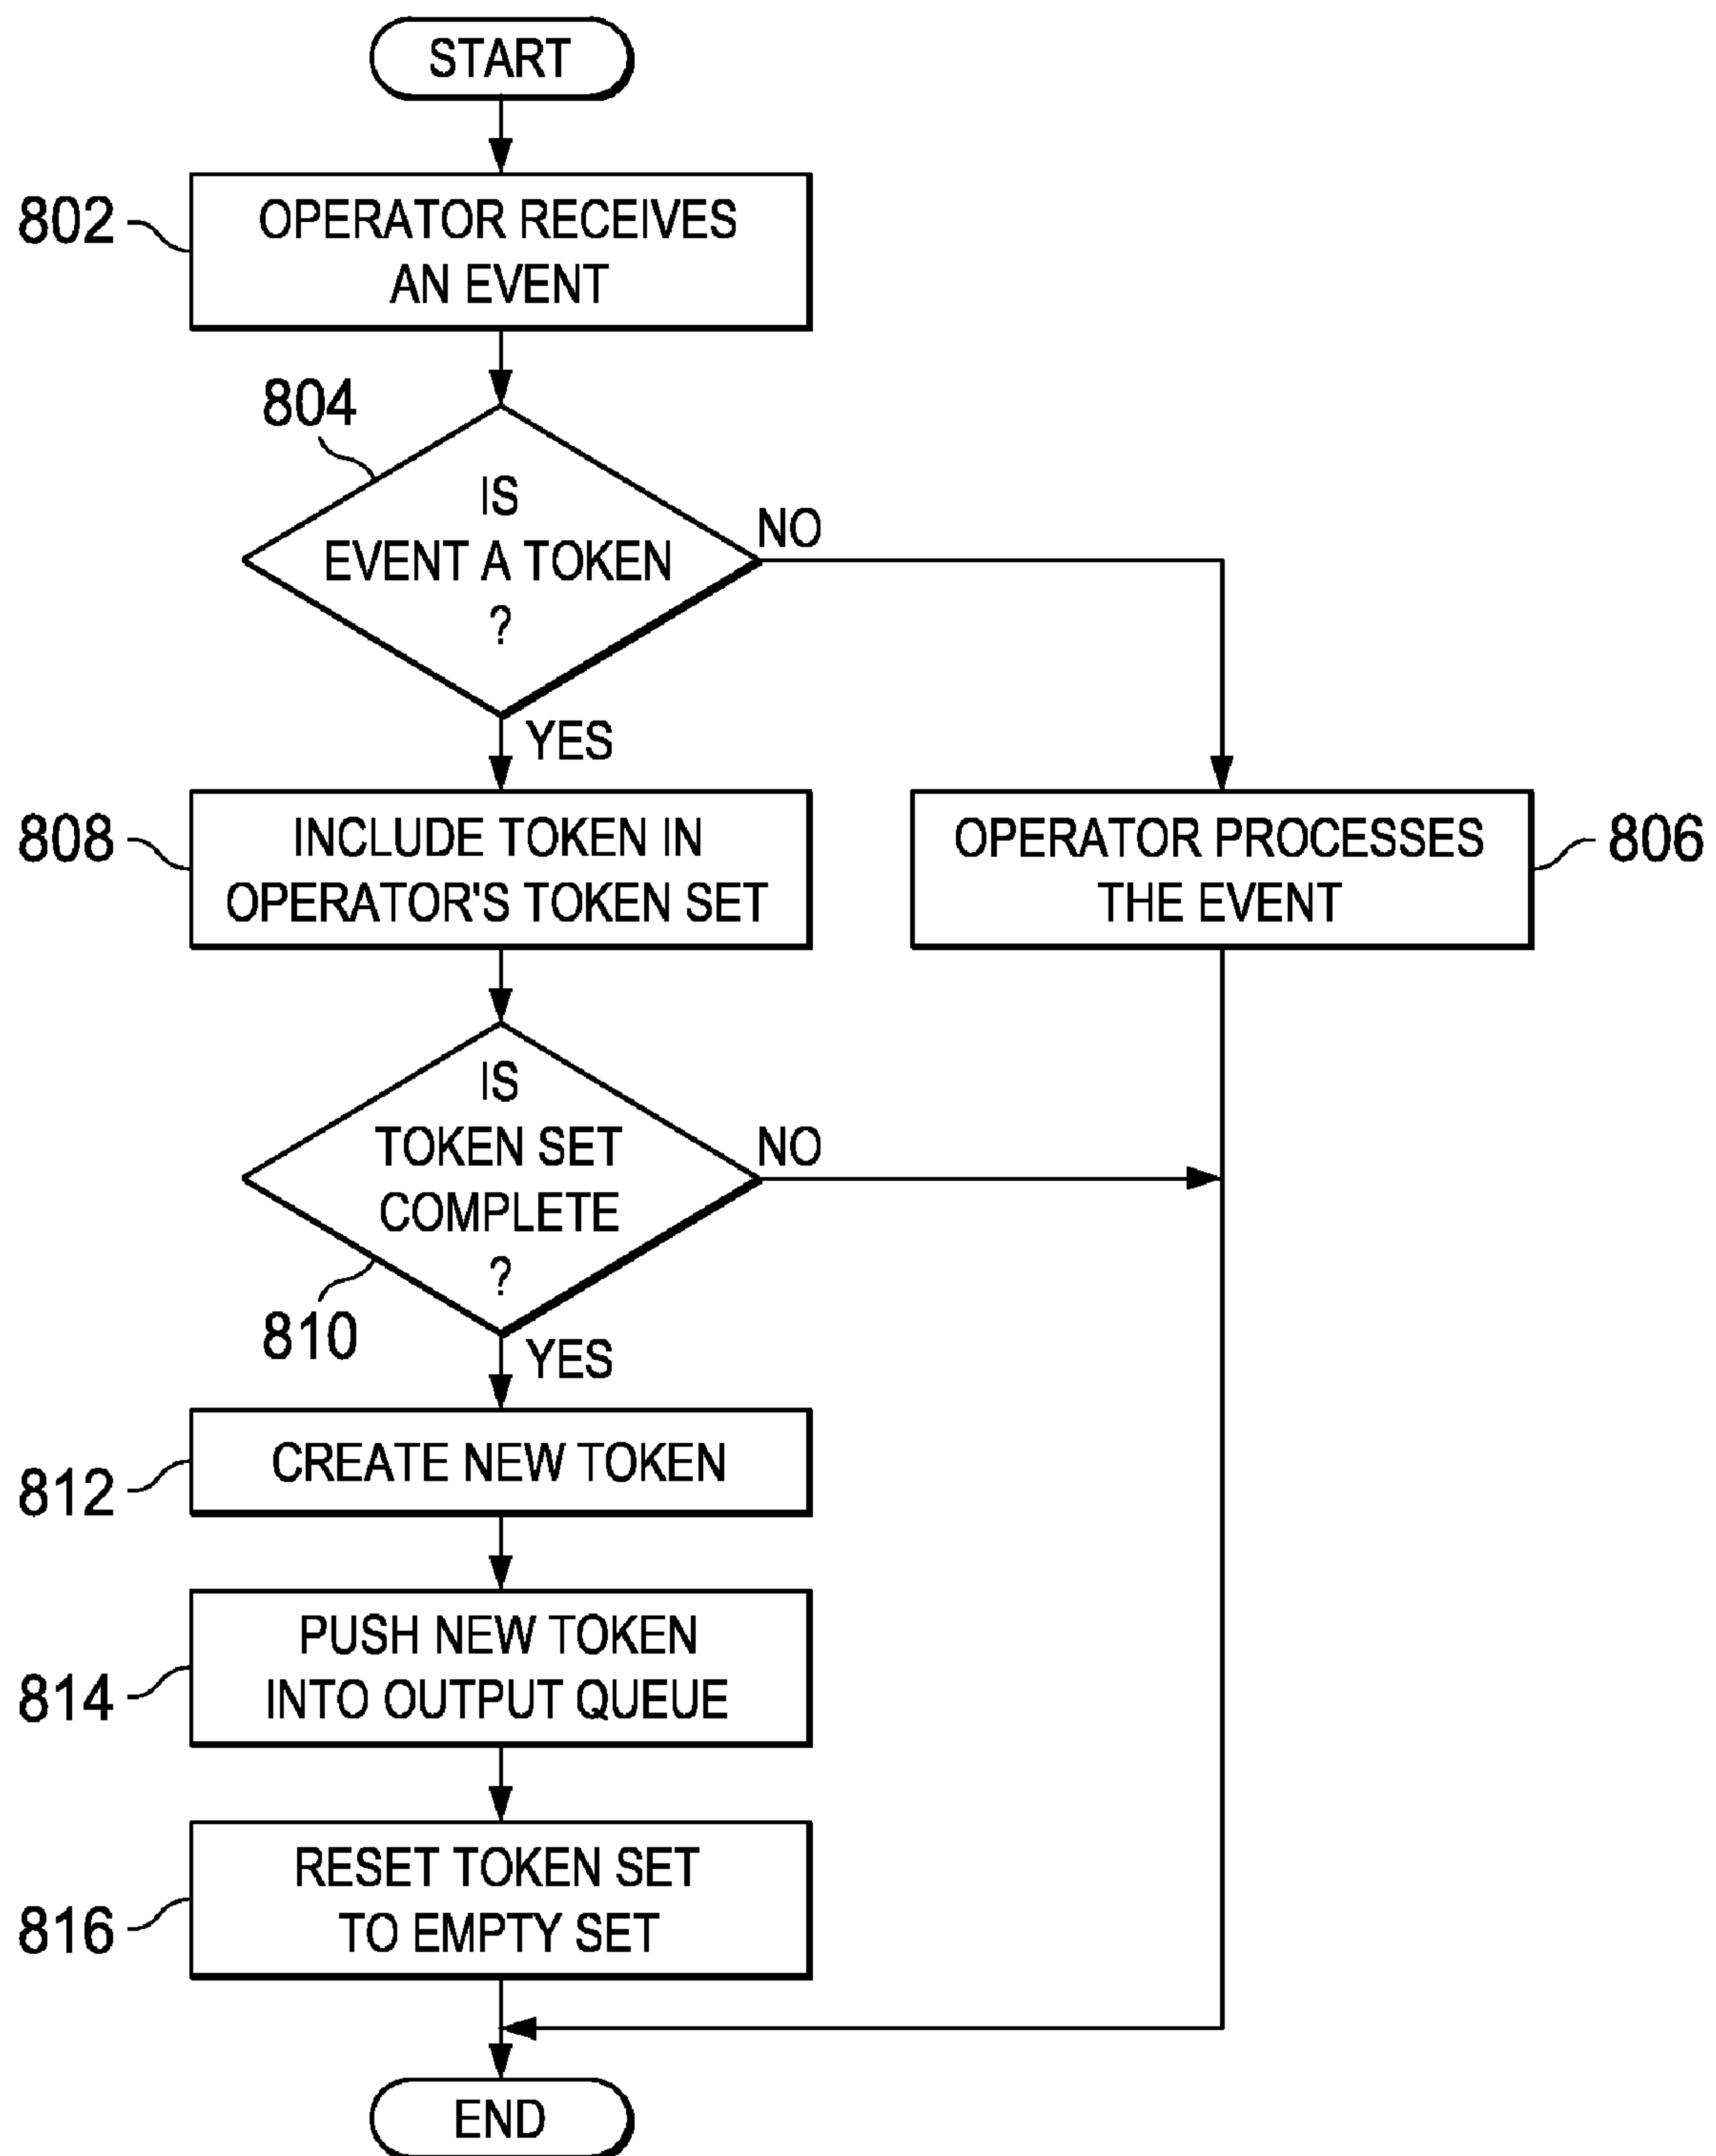 START
802
OPERATOR RECEIVES
AN EVENT
804
IS
EVENT A TOKEN
?
NO
YES
808
INCLUDE TOKEN IN
OPERATOR'S TOKEN SET
OPERATOR PROCESSES
THE EVENT
806
IS
TOKEN SET
COMPLETE
?
NO
810
YES
812
CREATE NEW TOKEN
814
PUSH NEW TOKEN
INTO OUTPUT QUEUE
816
RESET TOKEN SET
TO EMPTY SET
END